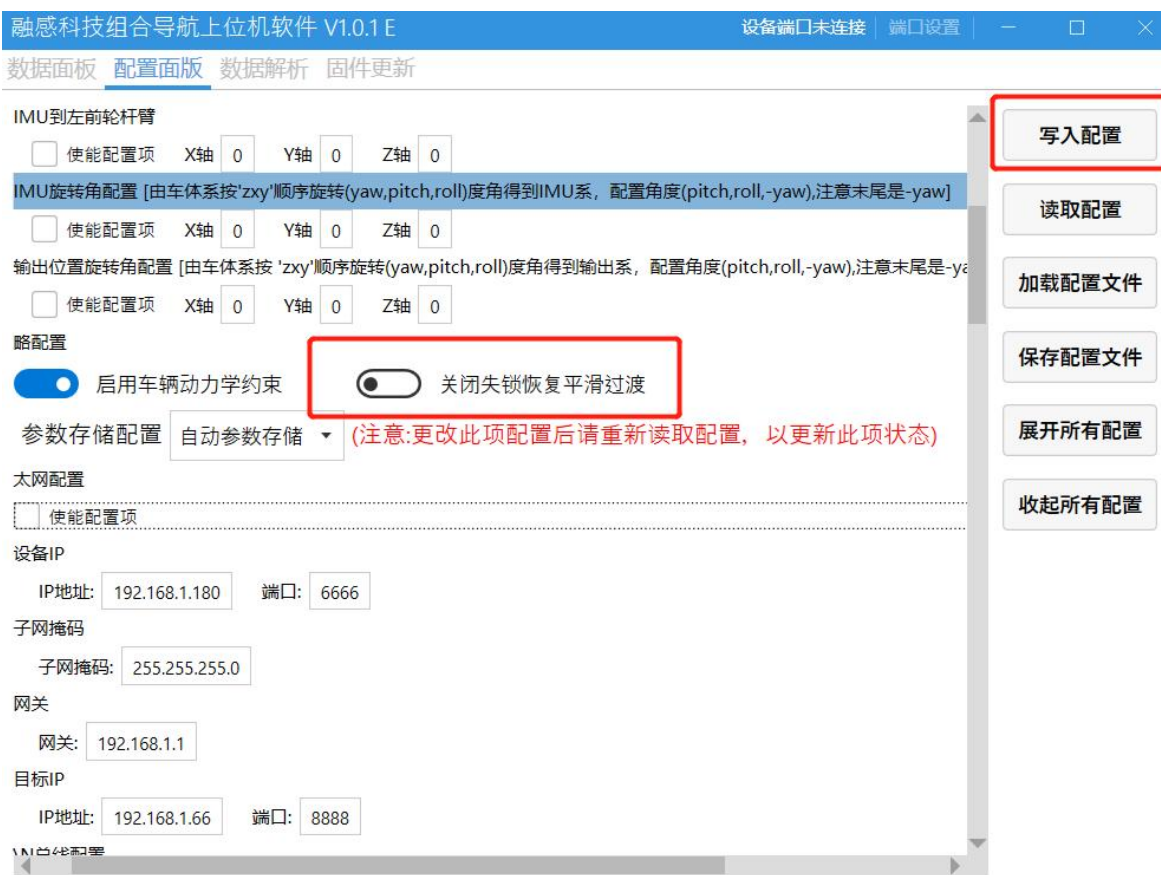 融感科技组合导航上位机软件 V1.0.1 E 设备端口未连接 端口设置
数据面板 配置面版 数据解析 固件更新
IMU到左前轮杆臂
使能配置项 X轴 0 Y轴 0 Z轴 0
IMU旋转角配置 [由车体系按'zxy'顺序旋转(yaw,pitch,roll)度角得到IMU系，配置角度(pitch,roll,-yaw),注意末尾是-yaw]
使能配置项 X轴 0 Y轴 0 Z轴 0
输出位置旋转角配置 [由车体系按 'zxy'顺序旋转(yaw,pitch,roll)度角得到输出系，配置角度(pitch,roll,-yaw),注意末尾是-ya
使能配置项 X轴 0 Y轴 0 Z轴 0
略配置
启用车辆动力学约束 关闭失锁恢复平滑过渡
参数存储配置 自动参数存储 (注意:更改此项配置后请重新读取配置，以更新此项状态)
太网配置
使能配置项
设备IP
IP地址: 192.168.1.180 端口: 6666
子网掩码
子网掩码: 255.255.255.0
网关
网关: 192.168.1.1
目标IP
IP地址: 192.168.1.66 端口: 8888
写入配置
读取配置
加载配置文件
保存配置文件
展开所有配置
收起所有配置